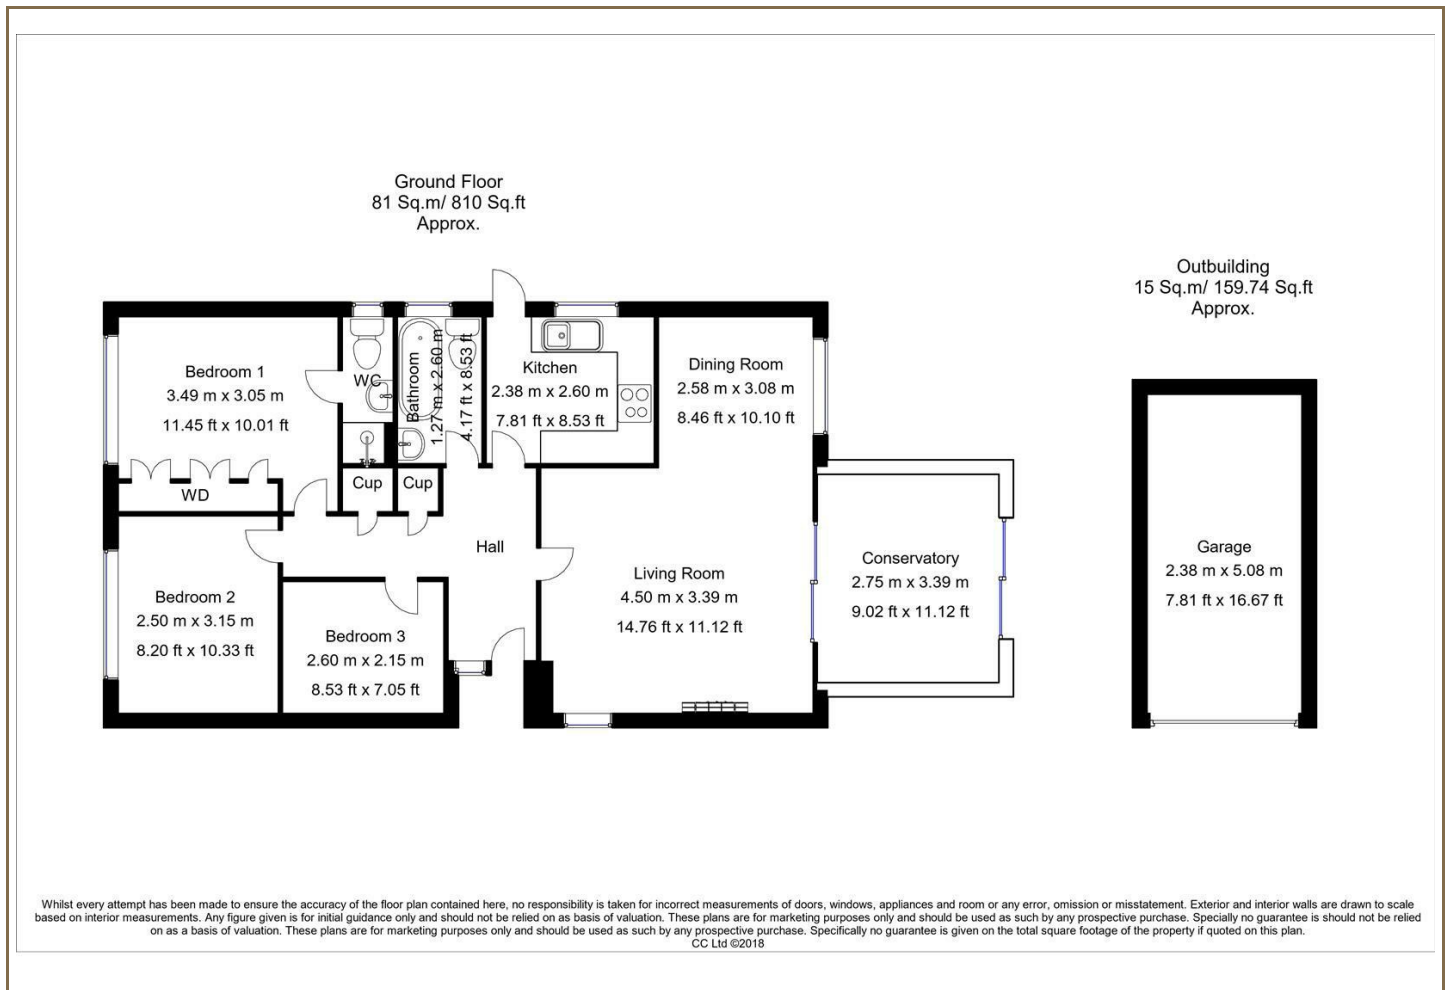 Ground Floor
81 Sq.m/ 810 Sq.ft
Approx.
Outbuilding
15 Sq.m/ 159.74 Sq.ft
Approx.
Bedroom 1
3.49 m x 3.05 m
11.45 ft x 10.01 ft
WC
Bathroom
1.27 m x 2.60 m
4.17 ft x 8.53 ft
Kitchen
2.38 m x 2.60 m
7.81 ft x 8.53 ft
Dining Room
2.58 m x 3.08 m
8.46 ft x 10.10 ft
WD
Cup
Cup
Hall
Bedroom 2
2.50 m x 3.15 m
8.20 ft x 10.33 ft
Bedroom 3
2.60 m x 2.15 m
8.53 ft x 7.05 ft
Living Room
4.50 m x 3.39 m
14.76 ft x 11.12 ft
Conservatory
2.75 m x 3.39 m
9.02 ft x 11.12 ft
Garage
2.38 m x 5.08 m
7.81 ft x 16.67 ft
Whilst every attempt has been made to ensure the accuracy of the floor plan contained here, no responsibility is taken for incorrect measurements of doors, windows, appliances and room or any error, omission or misstatement. Exterior and interior walls are drawn to scale
based on interior measurements. Any figure given is for initial guidance only and should not be relied on as basis of valuation. These plans are for marketing purposes only and should be used as such by any prospective purchase. Specially no guarantee is should not be relied
on as a basis of valuation. These plans are for marketing purposes only and should be used as such by any prospective purchase. Specifically no guarantee is given on the total square footage of the property if quoted on this plan.
CC Ltd ©2018